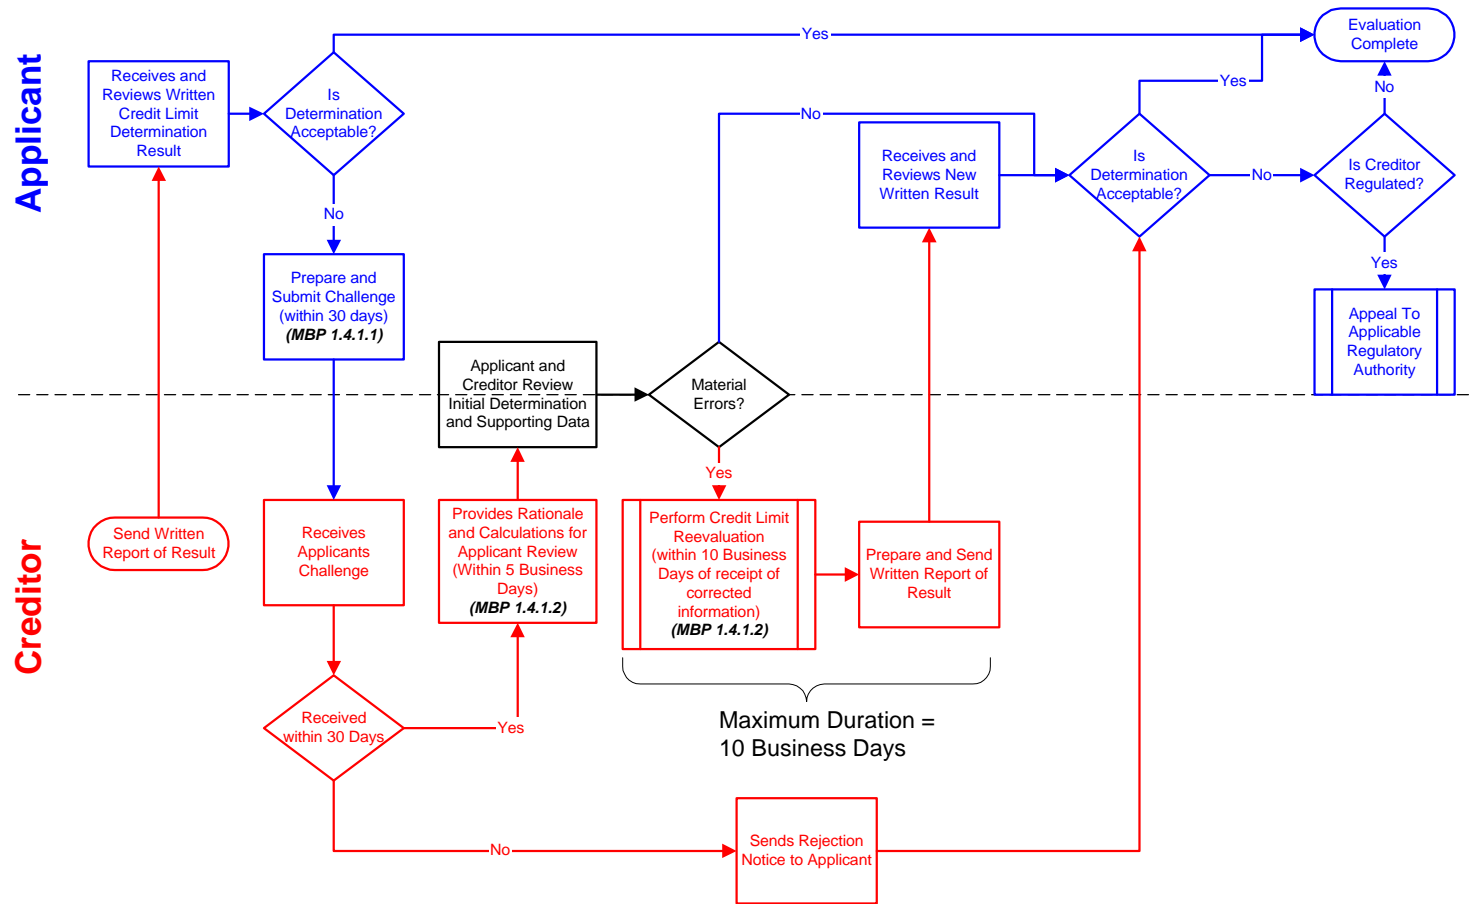 Applicant
Receives and
Reviews Written
Credit Limit
Determination
Result
Is
Determination
Acceptable?
Yes
No
Prepare and
Submit Challenge
(within 30 days)
(MBP 1.4.1.1)
Applicant and
Creditor Review
Initial Determination
and Supporting Data
Material
Errors?
No
Receives and
Reviews New
Written Result
Is
Determination
Acceptable?
Yes
No
Evaluation
Complete
No
Is Creditor
Regulated?
Yes
Appeal To
Applicable
Regulatory
Authority
Creditor
Send Written
Report of Result
Receives
Applicants
Challenge
Received
within 30 Days
Yes
No
Provides Rationale
and Calculations for
Applicant Review
(Within 5 Business
Days)
(MBP 1.4.1.2)
Yes
Perform Credit Limit
Reevaluation
(within 10 Business
Days of receipt of
corrected
information)
(MBP 1.4.1.2)
Prepare and Send
Written Report of
Result
Maximum Duration =
10 Business Days
Sends Rejection
Notice to Applicant